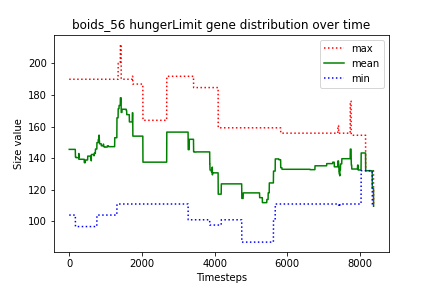 boids_56 hungerLimit gene distribution over time
max
mean
min
Size value
200
180
160
140
120
100
0
2000
4000
6000
8000
Timesteps